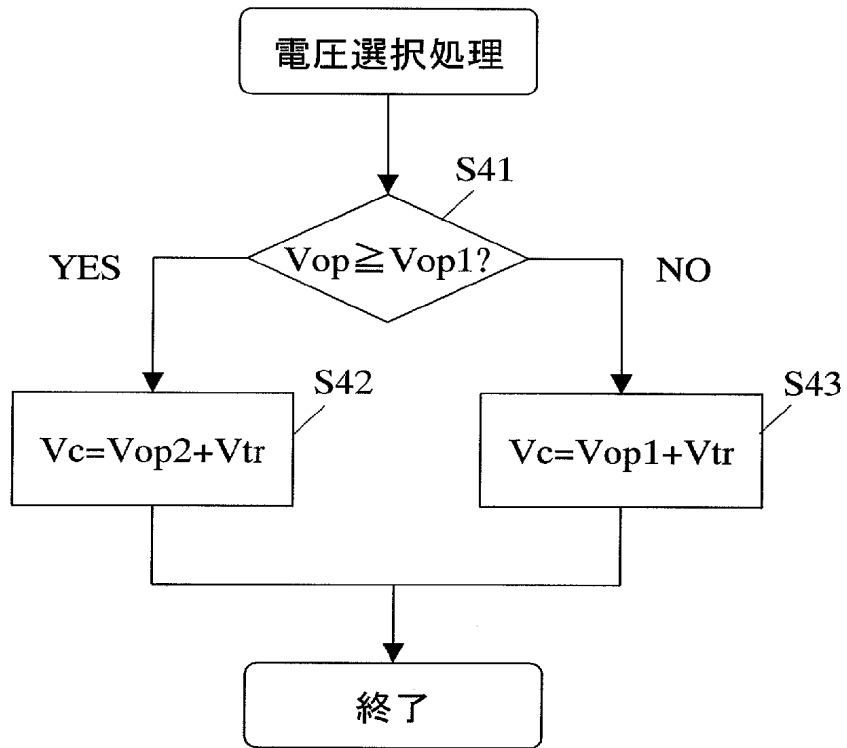 電圧選択処理
S41
Vop≧Vop1?
YES
NO
S42
Vc=Vop2+Vtr
S43
Vc=Vop1+Vtr
終了